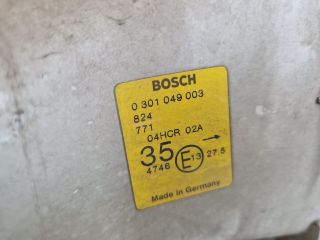 BOSCH
0 301 049 003
824
771
04HCR 02A
35 → E13 27.5
4746
Made in Germany